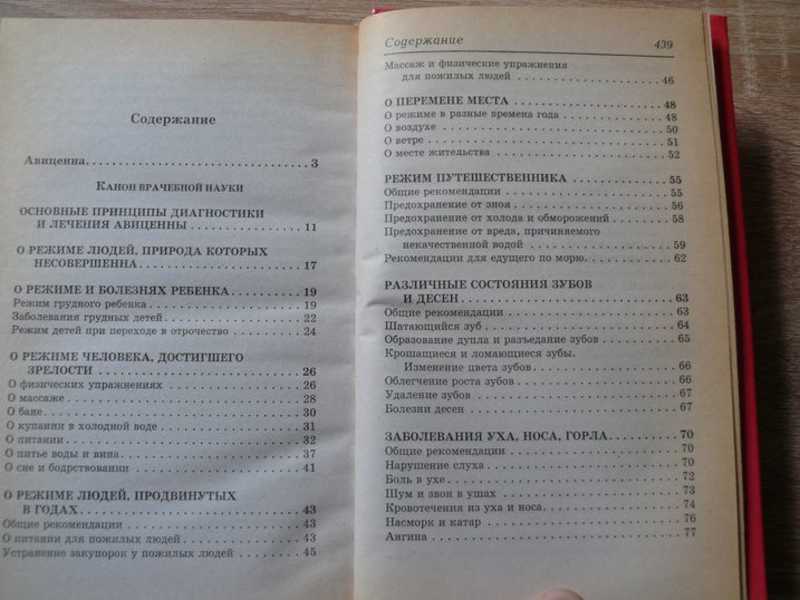 Содержание
Авиценна. . . . . . . . . . . . . . . . . . . . . . . 3
КАНОН ВРАЧЕБНОЙ НАУКИ
ОСНОВНЫЕ ПРИНЦИПЫ ДИАГНОСТИКИ
И ЛЕЧЕНИЯ АВИЦЕННЫ . . . . . . . . . . . 11
О РЕЖИМЕ ЛЮДЕЙ, ПРИРОДА КОТОРЫХ
НЕСОВЕРШЕННА . . . . . . . . . . . . . . . . 17
О РЕЖИМЕ И БОЛЕЗНЯХ РЕБЕНКА . . . . . . . 19
Режим грудного ребенка . . . . . . . . . . . . . . . 19
Заболевания грудных детей . . . . . . . . . . . . . 22
Режим детей при переходе в отрочество . . . . . . 24
О РЕЖИМЕ ЧЕЛОВЕКА, ДОСТИГШЕГО
ЗРЕЛОСТИ . . . . . . . . . . . . . . . . . . . . 26
О физических упражнениях . . . . . . . . . . . . . 26
О массаже . . . . . . . . . . . . . . . . . . . . . . 28
О бане . . . . . . . . . . . . . . . . . . . . . . . . 30
О купании в холодной воде . . . . . . . . . . . . . 31
О питании . . . . . . . . . . . . . . . . . . . . . . 32
О питье воды и вина . . . . . . . . . . . . . . . . . 37
О сне и бодрствовании . . . . . . . . . . . . . . . . 41
О РЕЖИМЕ ЛЮДЕЙ, ПРОДВИНУТЫХ
В ГОДАХ . . . . . . . . . . . . . . . . . . . . . 43
Общие рекомендации . . . . . . . . . . . . . . . . . 43
О питании для пожилых людей . . . . . . . . . . . 43
Устранение закупорок у пожилых людей . . . . . . 45
Содержание 439
Массаж и физические упражнения
для пожилых людей . . . . . . . . . . . . . . . 46
О ПЕРЕМЕНЕ МЕСТА . . . . . . . . . . . . . . . 48
О режиме в разные времена года . . . . . . . . . . 48
О воздухе . . . . . . . . . . . . . . . . . . . . . . 50
О ветре . . . . . . . . . . . . . . . . . . . . . . . 51
О месте жительства . . . . . . . . . . . . . . . . . 52
РЕЖИМ ПУТЕШЕСТВЕННИКА . . . . . . . . . . . 55
Общие рекомендации . . . . . . . . . . . . . . . . . 55
Предохранение от зноя . . . . . . . . . . . . . . . . 56
Предохранение от холода и обморожений . . . . . . 58
Предохранение от вреда, причиняемого
некачественной водой . . . . . . . . . . . . . . 59
Рекомендации для едущего по морю. . . . . . . . . 62
РАЗЛИЧНЫЕ СОСТОЯНИЯ ЗУБОВ
И ДЕСЕН . . . . . . . . . . . . . . . . . . . . . 63
Общие рекомендации . . . . . . . . . . . . . . . . . 63
Шатающийся зуб . . . . . . . . . . . . . . . . . . . 64
Образование дупла и разъедание зубов . . . . . . . 65
Крошащиеся и ломающиеся зубы.
Изменение цвета зубов . . . . . . . . . . . . . . 66
Облегчение роста зубов . . . . . . . . . . . . . . . 66
Удаление зубов . . . . . . . . . . . . . . . . . . . 67
Болезни десен . . . . . . . . . . . . . . . . . . . . 67
ЗАБОЛЕВАНИЯ УХА, НОСА, ГОРЛА . . . . . . . . 70
Общие рекомендации . . . . . . . . . . . . . . . . . 70
Нарушение слуха . . . . . . . . . . . . . . . . . . . 70
Боль в ухе . . . . . . . . . . . . . . . . . . . . . . 72
Шум и звон в ушах . . . . . . . . . . . . . . . . . 73
Кровотечения из уха и носа . . . . . . . . . . . . . 74
Насморк и катар . . . . . . . . . . . . . . . . . . . 76
Ангина . . . . . . . . . . . . . . . . . . . . . . . . 77